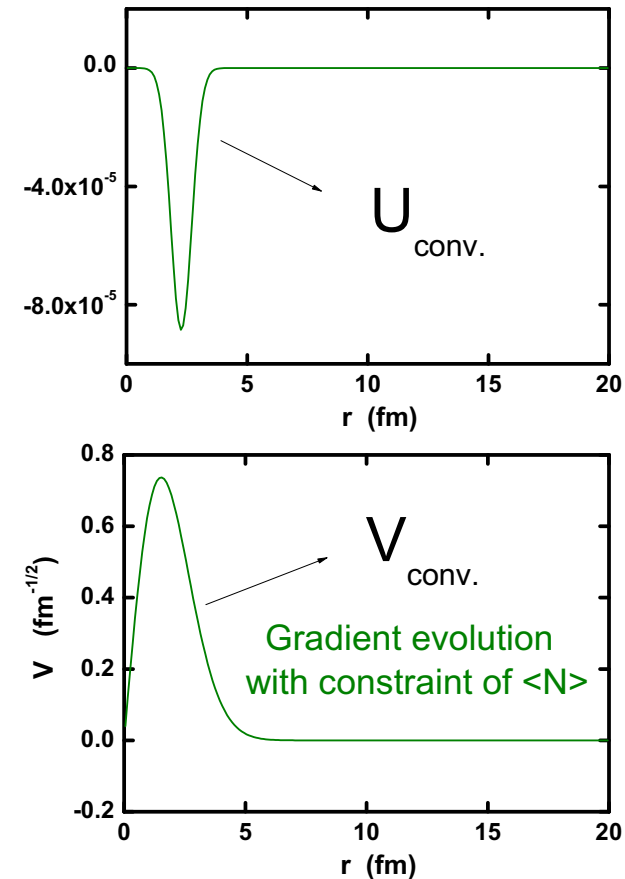 0.0
-4.0x10⁻⁵
-8.0x10⁻⁵
U conv.
0 5 10 15 20
r (fm)
0.8
0.6
0.4
0.2
0.0
-0.2
V (fm⁻¹/²)
V conv.
Gradient evolution
with constraint of <N>
0 5 10 15 20
r (fm)